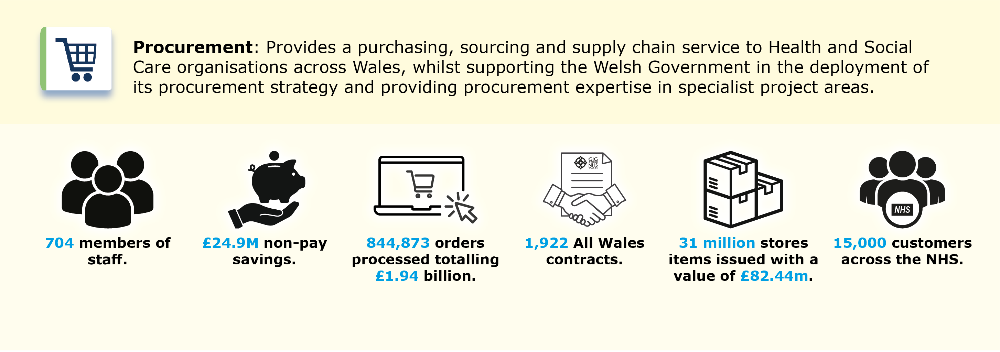 Procurement: Provides a purchasing, sourcing and supply chain service to Health and Social
Care organisations across Wales, whilst supporting the Welsh Government in the deployment of
its procurement strategy and providing procurement expertise in specialist project areas.
GIG
CYMRU
NHS
WALES
NHS
704 members of
staff.
£24.9M non-pay
savings.
844,873 orders
processed totalling
£1.94 billion.
1,922 All Wales
contracts.
31 million stores
items issued with a
value of £82.44m.
15,000 customers
across the NHS.